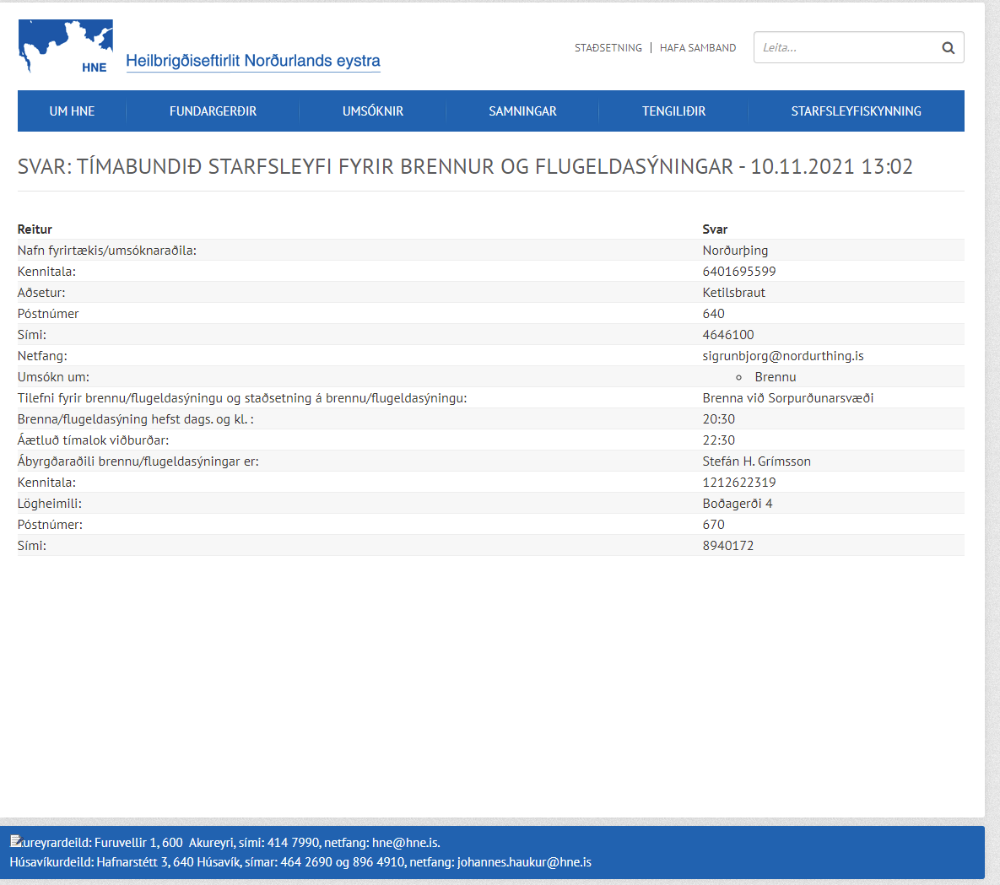 HNE
Heilbrigðiseftirlit Norðurlands eystra
STAÐSETNING | HAFA SAMBAND
Leita...
UM HNE FUNDARGERÐIR UMSÓKNIR SAMNINGAR TENGILIÐIR STARFSLEYFISKYNNING
SVAR: TÍMABUNDIÐ STARFSLEYFI FYRIR BRENNUR OG FLUGELDASÝNINGAR - 10.11.2021 13:02
Reitur Svar
Nafn fyrirtækis/umsóknaraðila: Norðurþing
Kennitala: 6401695599
Aðsetur: Ketilsbraut
Póstnúmer 640
Sími: 4646100
Netfang: sigrunbjorg@nordurthing.is
Umsókn um: Brennu
Tilefni fyrir brennu/flugeldasýningu og staðsetning á brennu/flugeldasýningu: Brenna við Sorpurðunarsvæði
Brenna/flugeldasýning hefst dags. og kl. : 20:30
Áætluð tímalok viðburðar: 22:30
Ábyrgðaraðili brennu/flugeldasýningar er: Stefán H. Grímsson
Kennitala: 1212622319
Lögheimili: Boðagerði 4
Póstnúmer: 670
Sími: 8940172
ureyrardeild: Furuvellir 1, 600 Akureyri, sími: 414 7990, netfang: hne@hne.is.
Húsavíkurdeild: Hafnarstétt 3, 640 Húsavík, símar: 464 2690 og 896 4910, netfang: johannes.haukur@hne.is